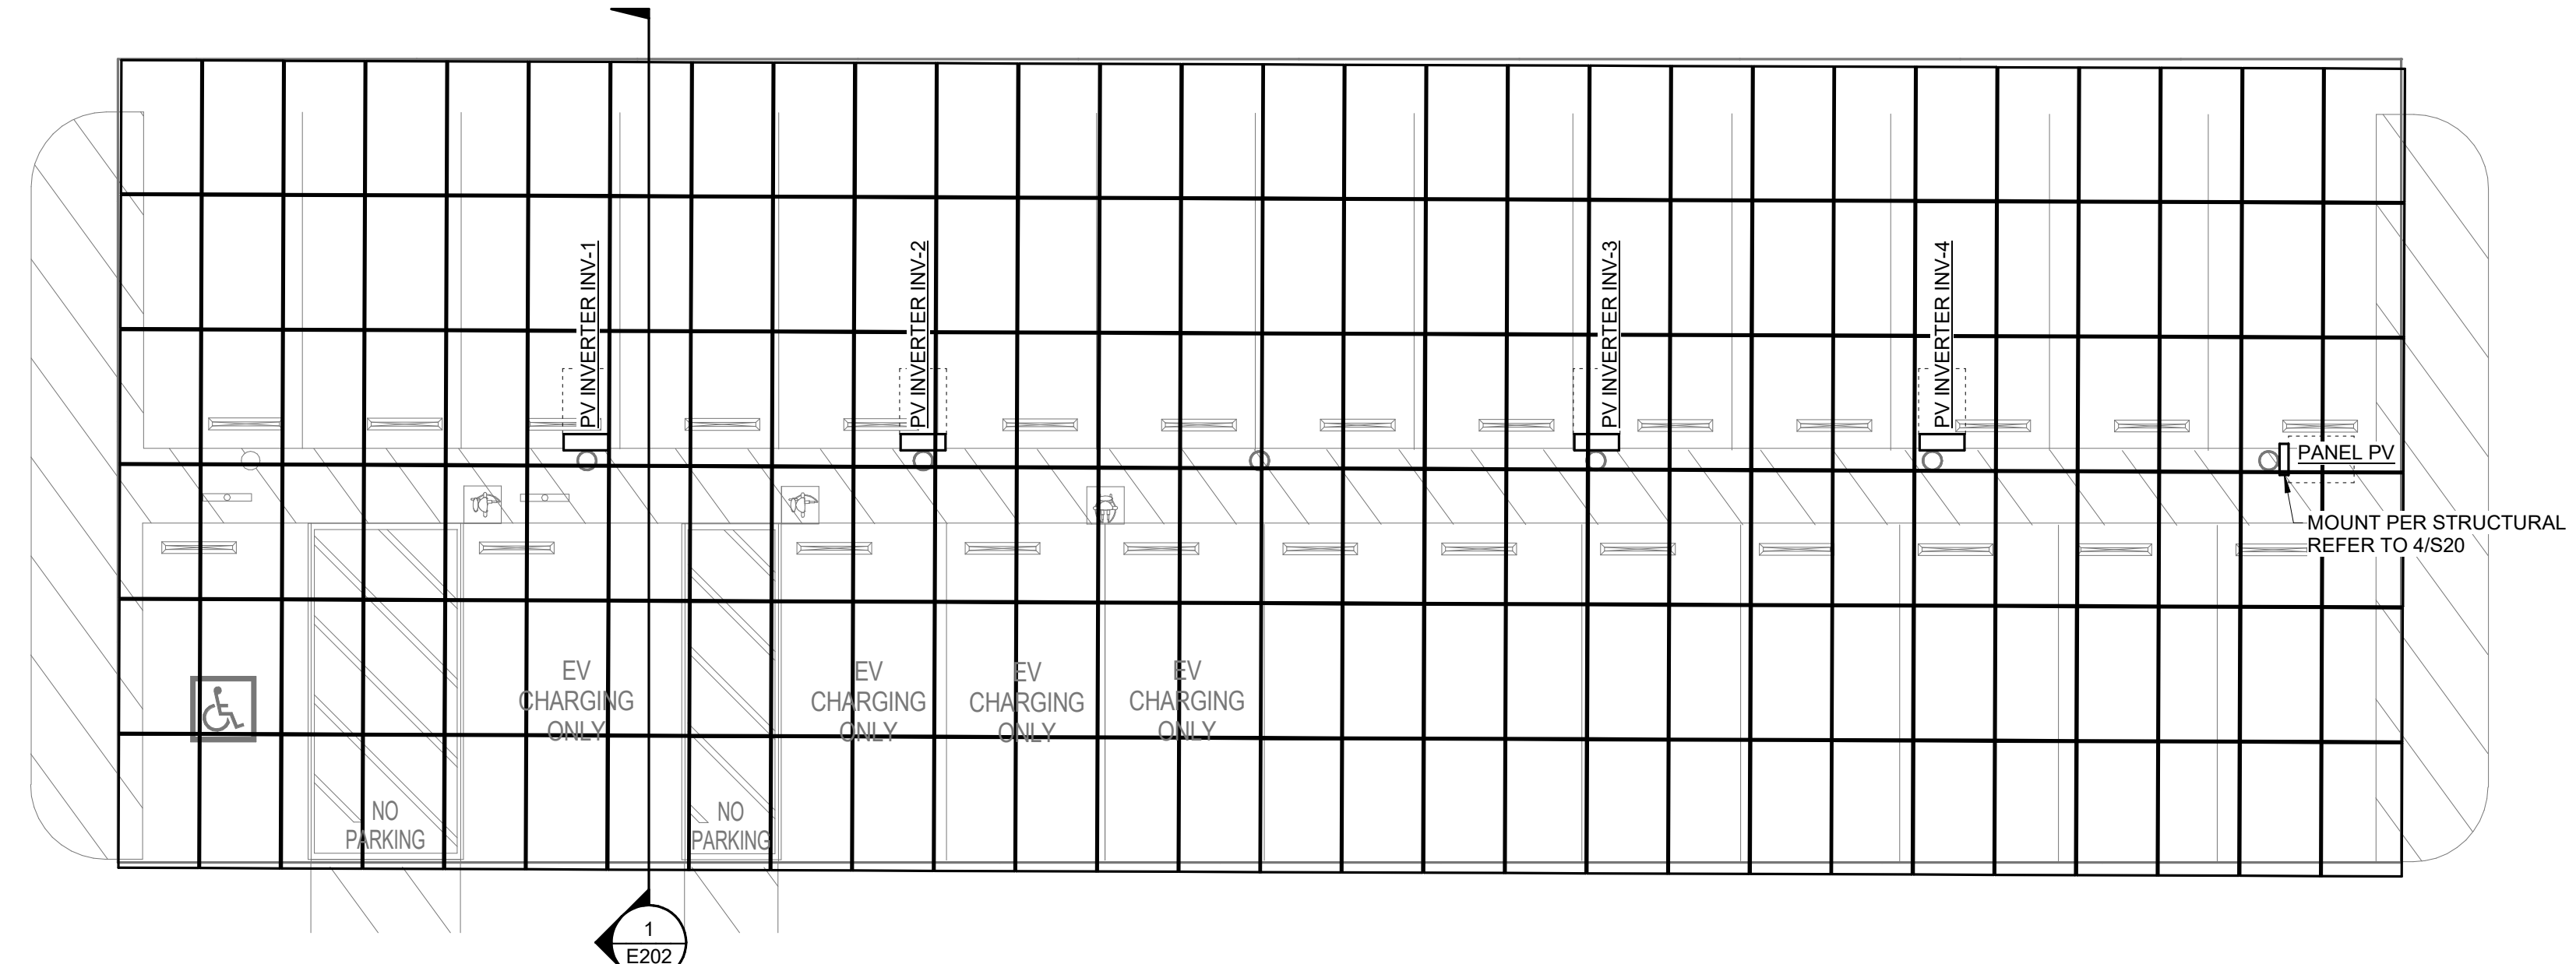 PV INVERTER INV-1
PV INVERTER INV-2
PV INVERTER INV-3
PV INVERTER INV-4
PANEL PV
MOUNT PER STRUCTURAL
REFER TO 4/S20
EV
CHARGING
ONLY
EV
CHARGING
ONLY
EV
CHARGING
ONLY
EV
CHARGING
ONLY
NO
PARKING
NO
PARKING
1
E202